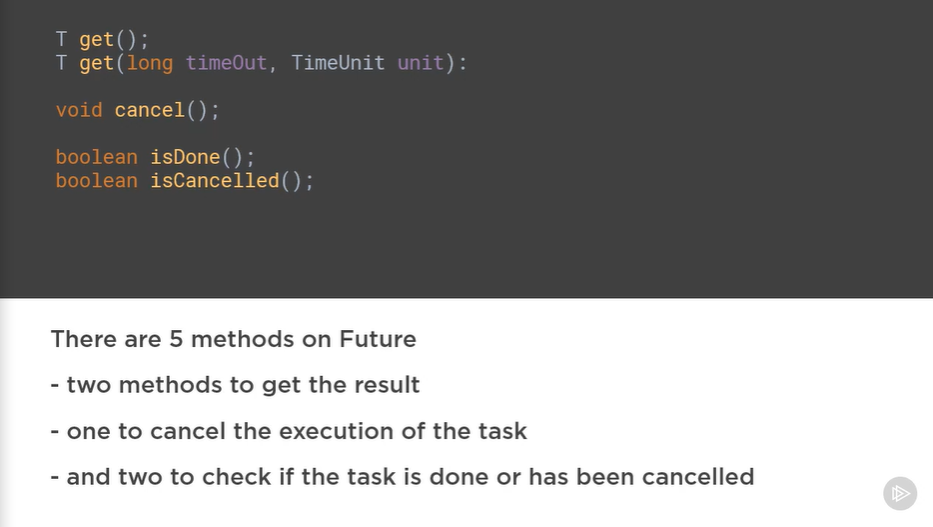 T get();
T get(long timeOut, TimeUnit unit):
void cancel();
boolean isDone();
boolean isCancelled();
There are 5 methods on Future
- two methods to get the result
- one to cancel the execution of the task
- and two to check if the task is done or has been cancelled